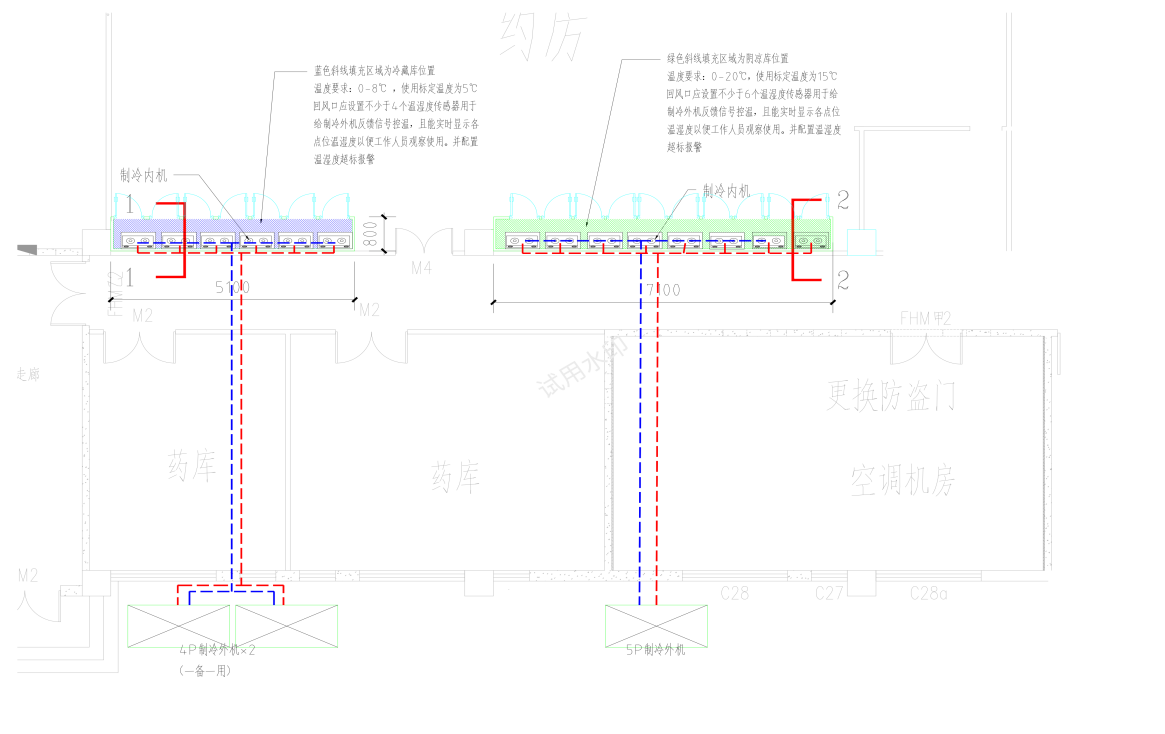 药房
蓝色斜线填充区域为冷藏库位置
温度要求：0-8℃ ，使用标定温度为5℃
回风口应设置不少于4个温湿度传感器用于
给制冷外机反馈信号控温，且能实时显示各
点位温湿度以便工作人员观察使用。并配置
温湿度越标报警
绿色斜线填充区域为阴凉库位置
温度要求：0-20℃，使用标定温度为15℃
回风口应设置不少于6个温湿度传感器用于给
制冷外机反馈信号控温，且能实时显示各点位
温湿度以便工作人员观察使用。并配置温湿度
越标报警
制冷内机
制冷内机
1
1
2
2
800
M4
5100
7100
M2
M2
FHM甲2
试用水印
走廊
更换防盗门
药库
药库
空调机房
M2
C28
C27
C28a
4P制冷外机×2
(一备一用)
5P制冷外机